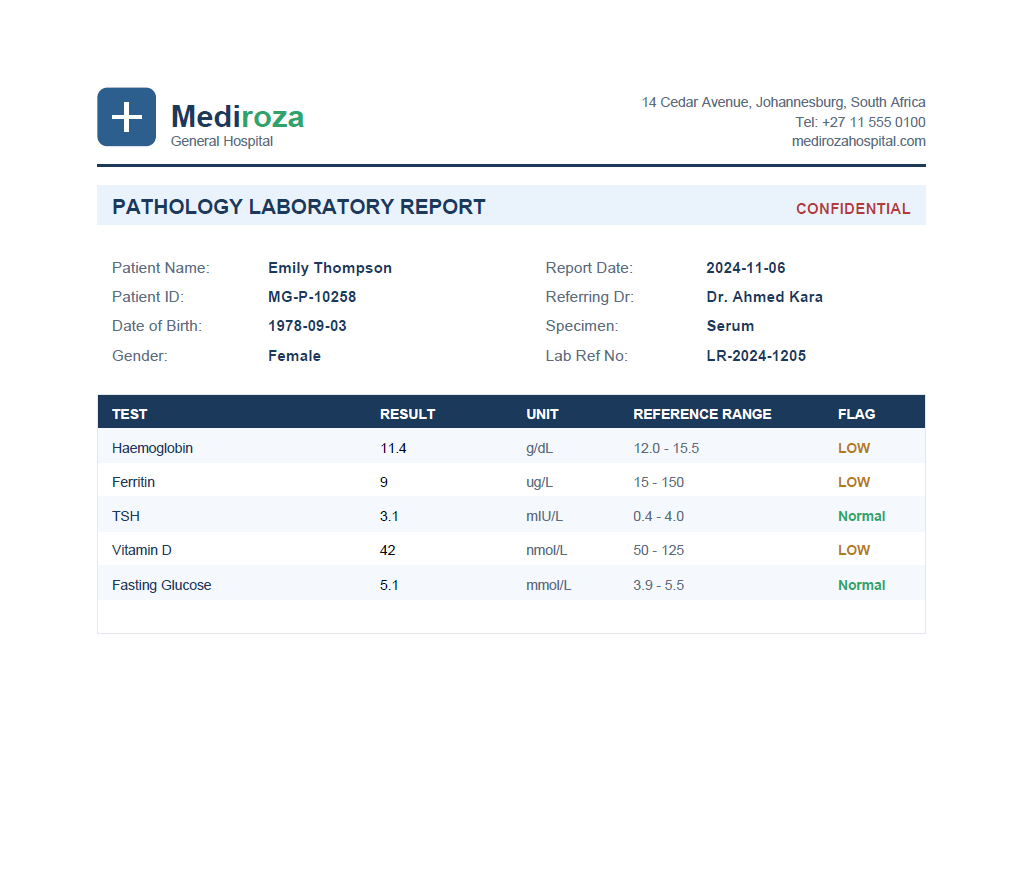 Mediroza
General Hospital
14 Cedar Avenue, Johannesburg, South Africa
Tel: +27 11 555 0100
medirozahospital.com
PATHOLOGY LABORATORY REPORT CONFIDENTIAL
Patient Name: Emily Thompson Report Date: 2024-11-06
Patient ID: MG-P-10258 Referring Dr: Dr. Ahmed Kara
Date of Birth: 1978-09-03 Specimen: Serum
Gender: Female Lab Ref No: LR-2024-1205
TEST RESULT UNIT REFERENCE RANGE FLAG
Haemoglobin 11.4 g/dL 12.0 - 15.5 LOW
Ferritin 9 ug/L 15 - 150 LOW
TSH 3.1 mIU/L 0.4 - 4.0 Normal
Vitamin D 42 nmol/L 50 - 125 LOW
Fasting Glucose 5.1 mmol/L 3.9 - 5.5 Normal